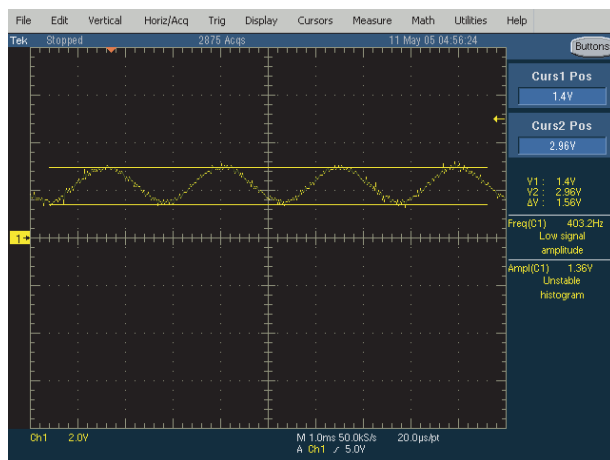 File Edit Vertical Horiz/Acq Trig Display Cursors Measure Math Utilities Help
Tek Stopped 2875 Acqs 11 May 05 04:56:24
Buttons
Curs1 Pos
1.4V
Curs2 Pos
2.96V
V1 : 1.4V
V2 : 2.96V
ΔV : 1.56V
Freq(C1) 403.2Hz
Low signal
amplitude
Ampl(C1) 1.36V
Unstable
histogram
1
Ch1 2.0V M 1.0ms 50.0kS/s 20.0µs/pt
A Ch1 ⁄ 5.0V